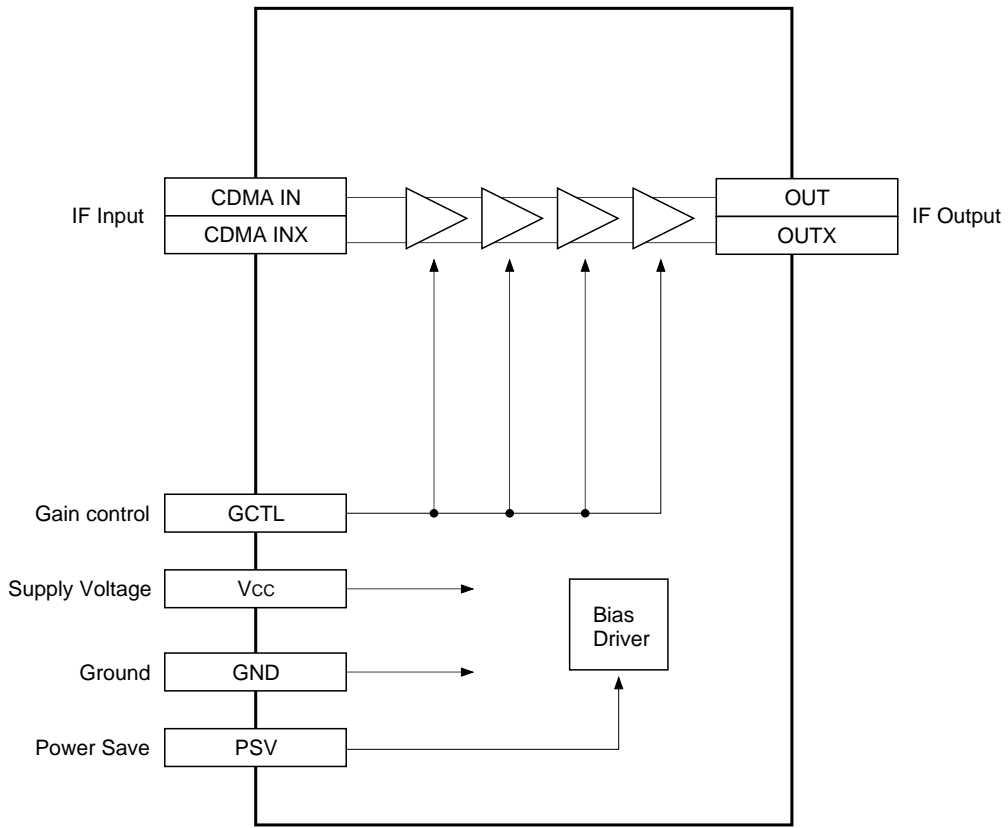 CDMA IN
OUT
IF Input
IF Output
CDMA INX
OUTX
Gain control
GCTL
Supply Voltage
VCC
Bias
Driver
Ground
GND
Power Save
PSV